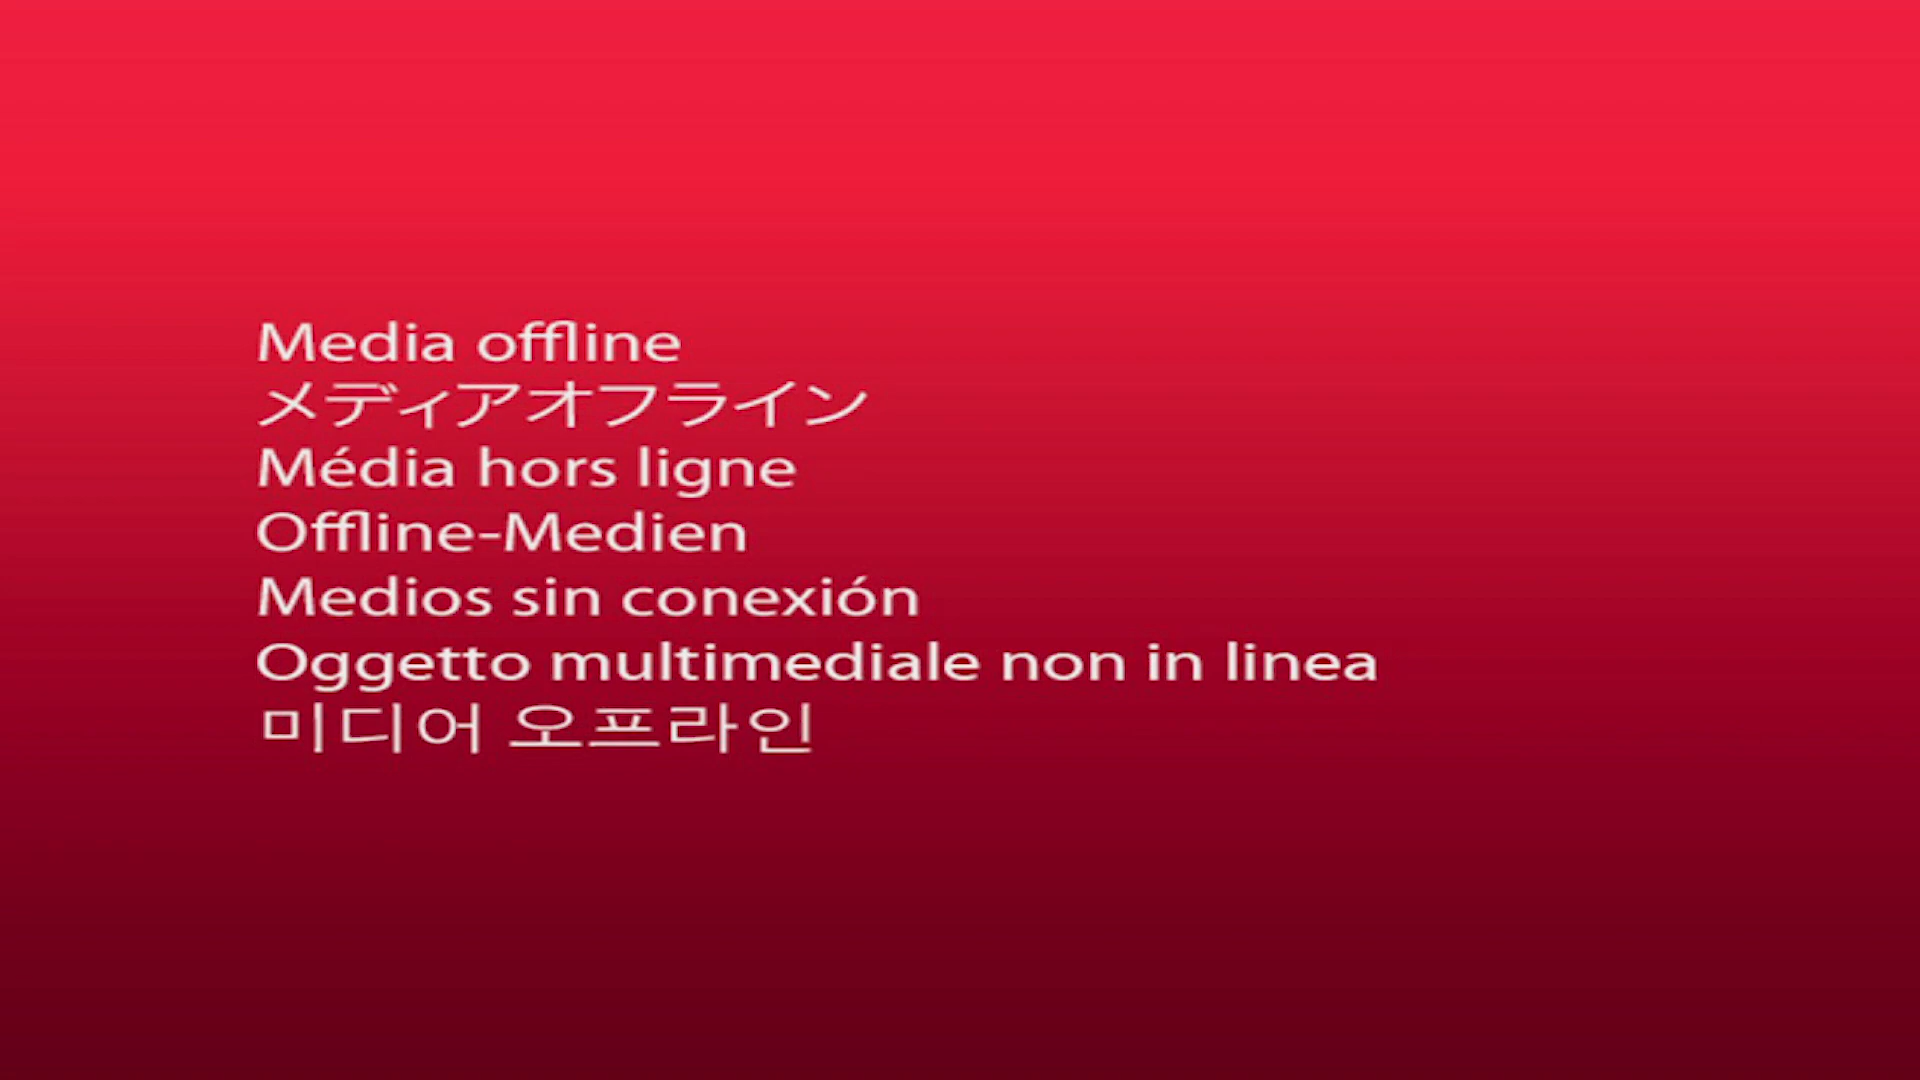 Media offline
メディアオフライン
Média hors ligne
Offline-Medien
Medios sin conexión
Oggetto multimediale non in linea
미디어 오프라인